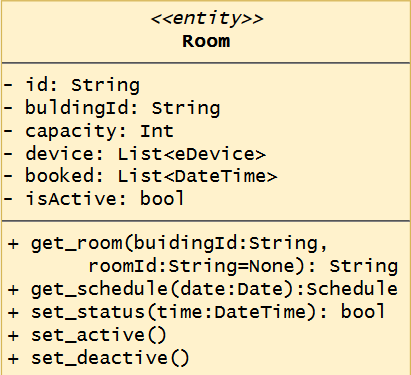 <<entity>>
Room
- id: String
- buldingId: String
- capacity: Int
- device: List<eDevice>
- booked: List<DateTime>
- isActive: bool
+ get_room(buidingId:String,
roomId:String=None): String
+ get_schedule(date:Date):Schedule
+ set_status(time:DateTime): bool
+ set_active()
+ set_deactive()